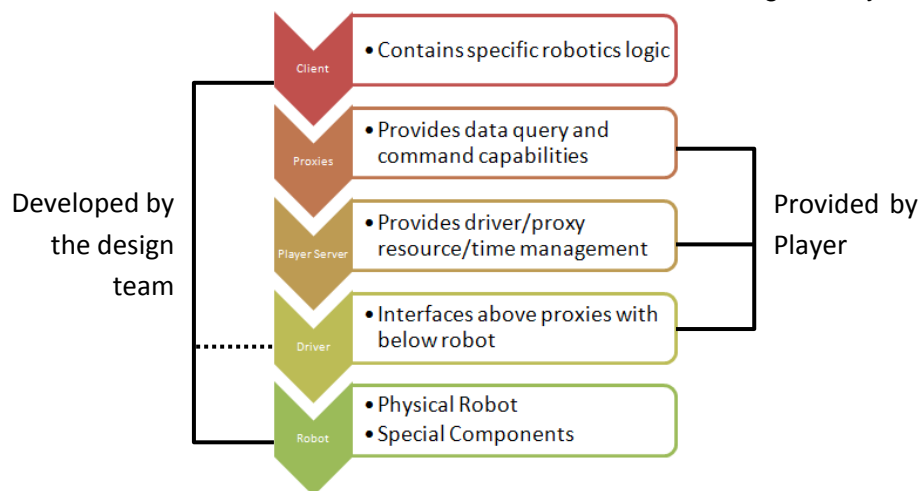 Client
• Contains specific robotics logic
Proxies
• Provides data query and
command capabilities
Developed by
the design
team
Player Server
• Provides driver/proxy
resource/time management
Provided by
Player
Driver
• Interfaces above proxies with
below robot
Robot
• Physical Robot
• Special Components